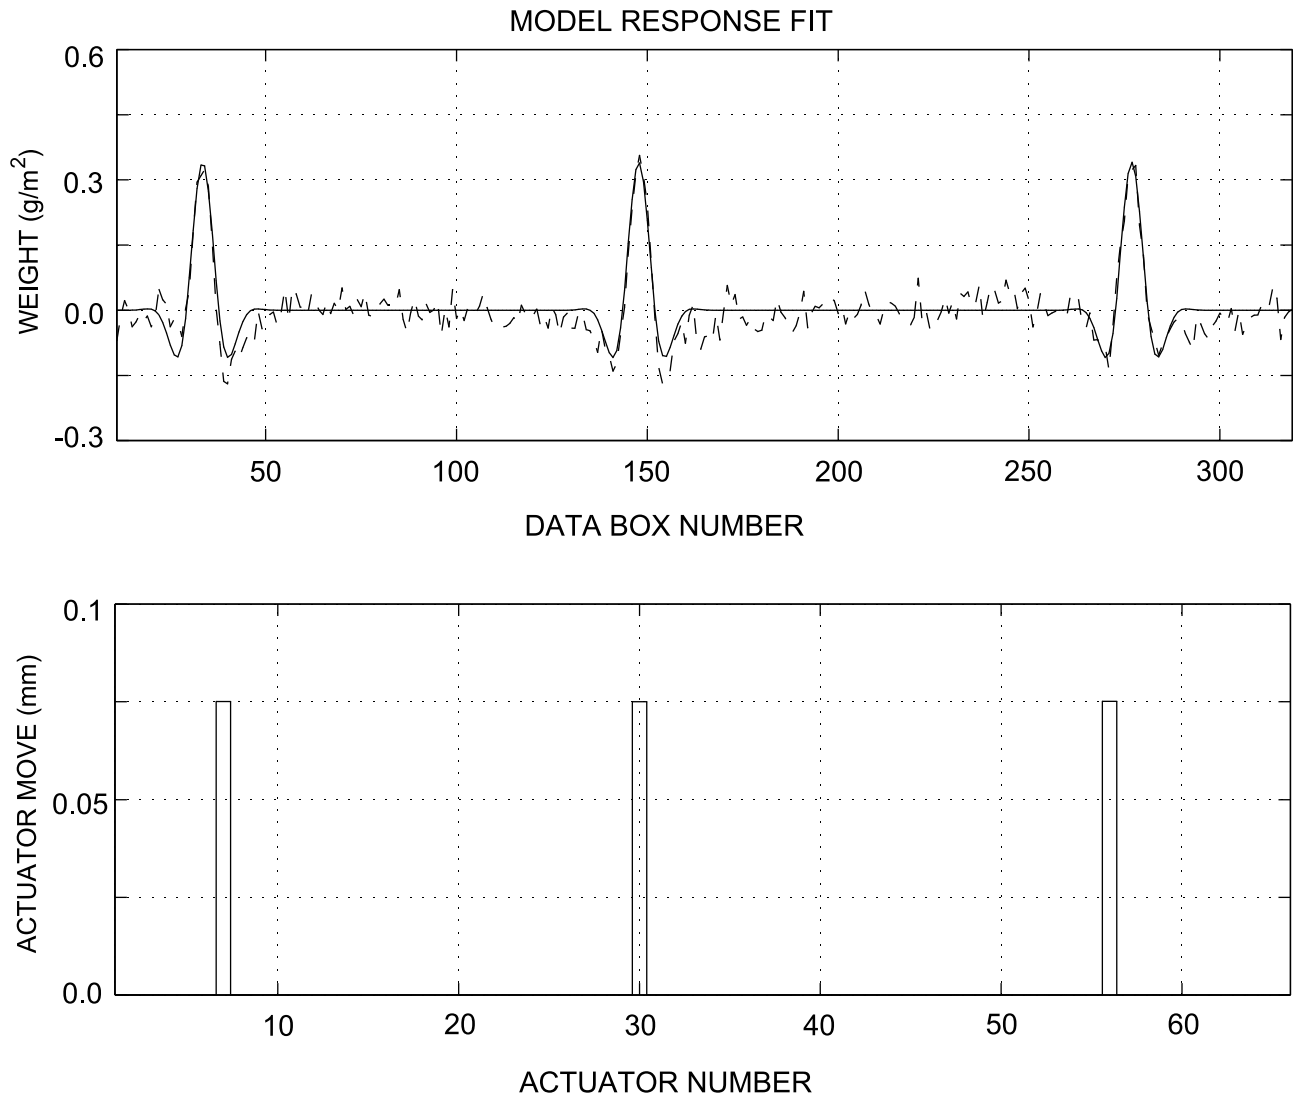 MODEL RESPONSE FIT
0.6
0.3
0.0
-0.3
WEIGHT (g/m²)
50 100 150 200 250 300
DATA BOX NUMBER
0.1
0.05
0.0
ACTUATOR MOVE (mm)
10 20 30 40 50 60
ACTUATOR NUMBER